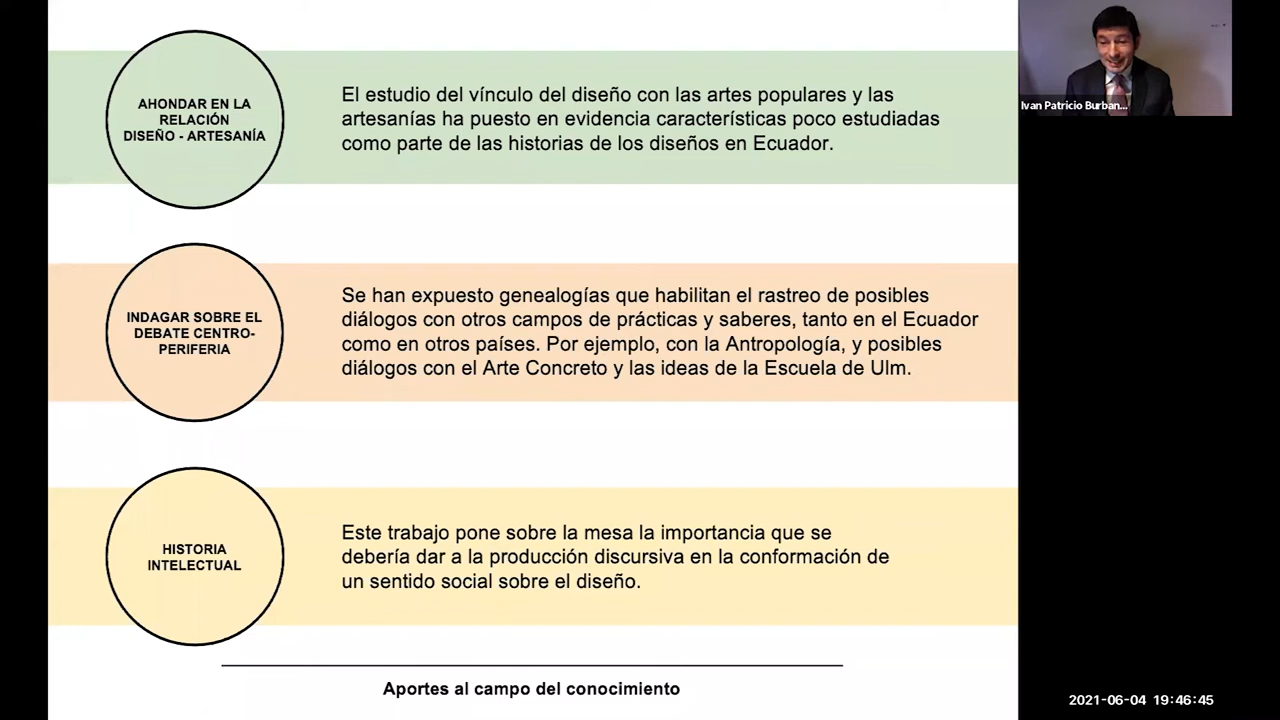 AHONDAR EN LA
RELACIÓN
DISEÑO - ARTESANÍA
El estudio del vínculo del diseño con las artes populares y las
artesanías ha puesto en evidencia características poco estudiadas
como parte de las historias de los diseños en Ecuador.
INDAGAR SOBRE EL
DEBATE CENTRO-
PERIFERIA
Se han expuesto genealogías que habilitan el rastreo de posibles
diálogos con otros campos de prácticas y saberes, tanto en el Ecuador
como en otros países. Por ejemplo, con la Antropología, y posibles
diálogos con el Arte Concreto y las ideas de la Escuela de Ulm.
HISTORIA
INTELECTUAL
Este trabajo pone sobre la mesa la importancia que se
debería dar a la producción discursiva en la conformación de
un sentido social sobre el diseño.
Aportes al campo del conocimiento
Ivan Patricio Burban...
2021-06-04 19:46:45